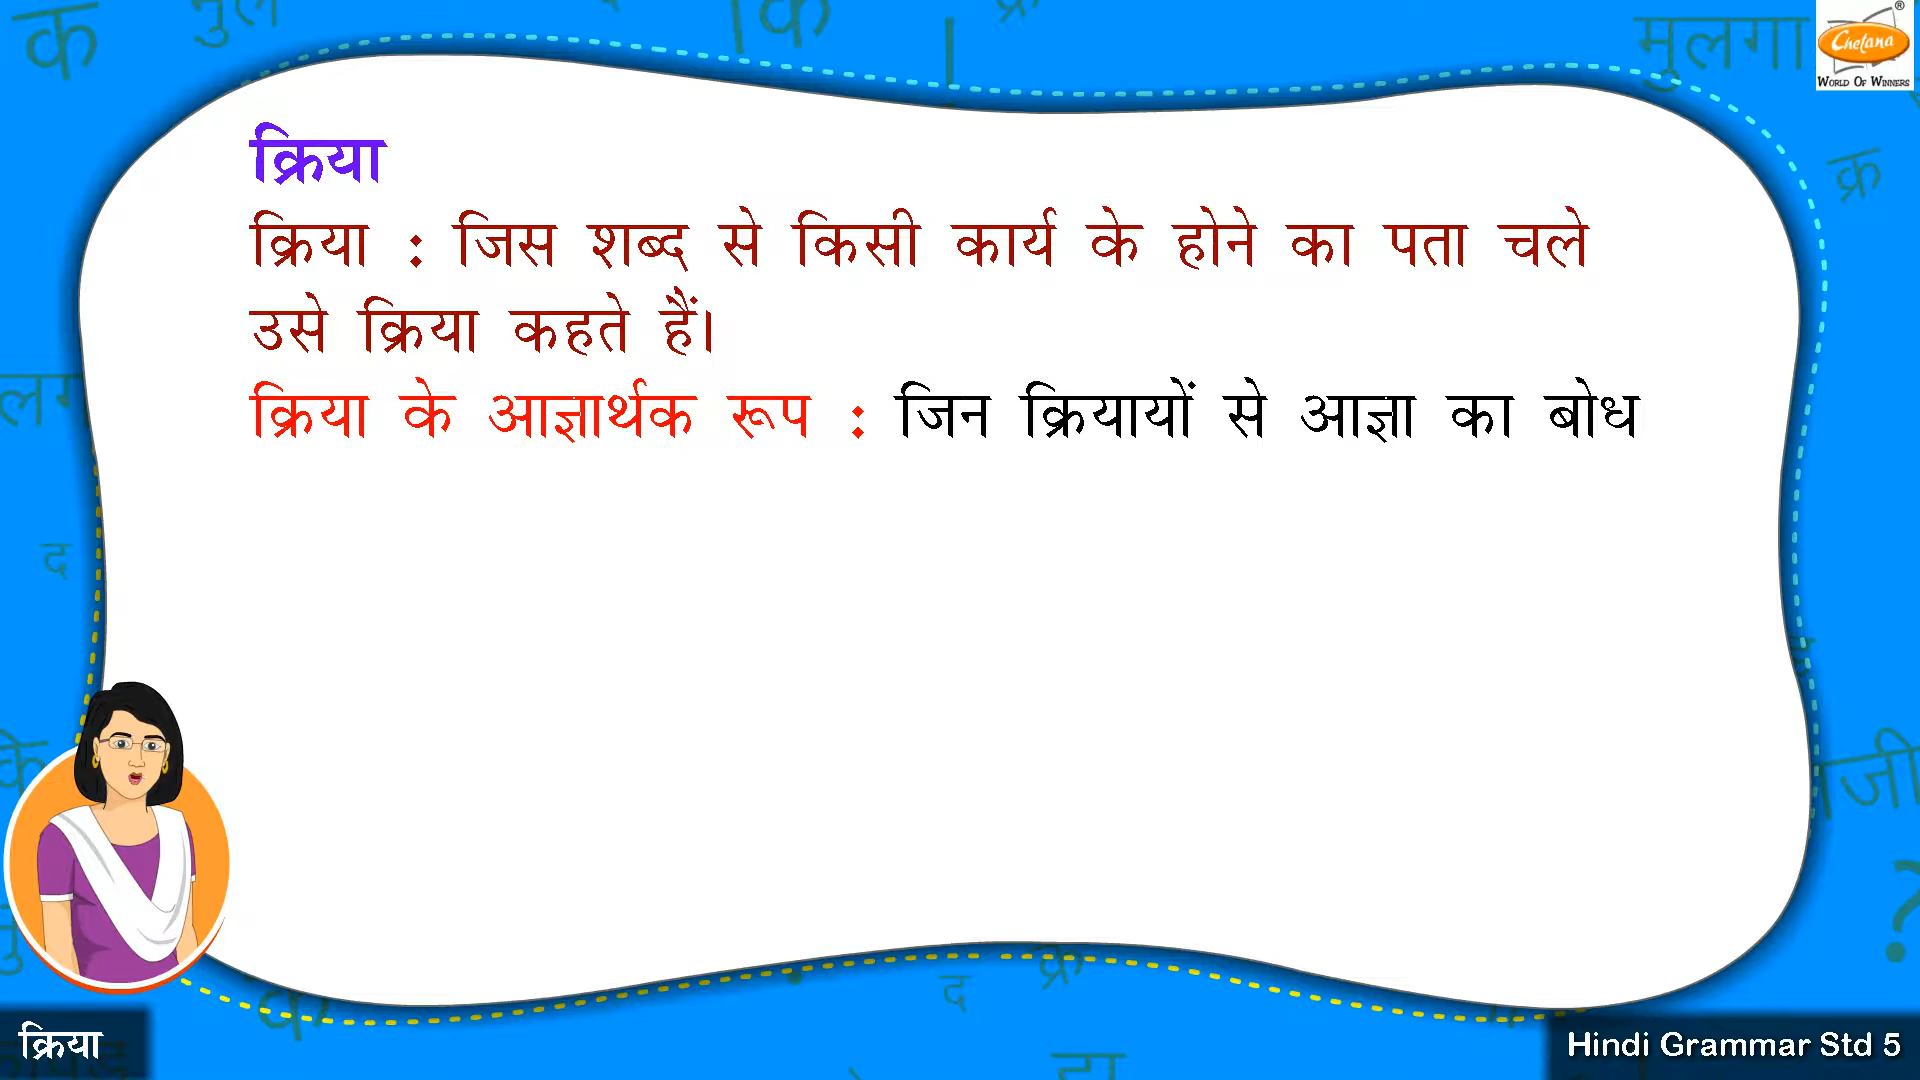 क्रिया
क्रिया : जिस शब्द से किसी कार्य के होने का पता चले
उसे क्रिया कहते हैं।
क्रिया के आज्ञार्थक रूप : जिन क्रियायों से आज्ञा का बोध
Chetana
WORLD OF WINNERS
क्रिया
Hindi Grammar Std 5